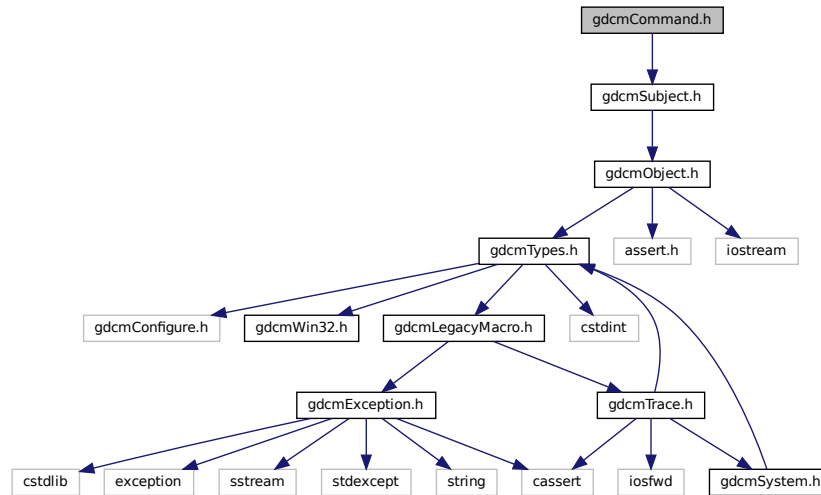 gdcmCommand.h
gdcmSubject.h
gdcmObject.h
gdcmTypes.h
assert.h
iostream
gdcmConfigure.h
gdcmWin32.h
gdcmLegacyMacro.h
cstdint
gdcmException.h
gdcmTrace.h
cstdlib
exception
sstream
stdexcept
string
cassert
iosfwd
gdcmSystem.h